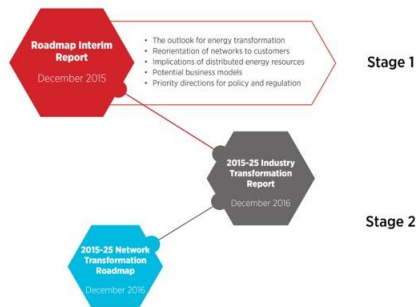 Roadmap Interim
Report
December 2015
• The outlook for energy transformation
• Reorientation of networks to customers
• Implications of distributed energy resources
• Potential business models
• Priority directions for policy and regulation
Stage 1
2015-25 Industry
Transformation
Report
December 2016
Stage 2
2015-25 Network
Transformation
Roadmap
December 2016